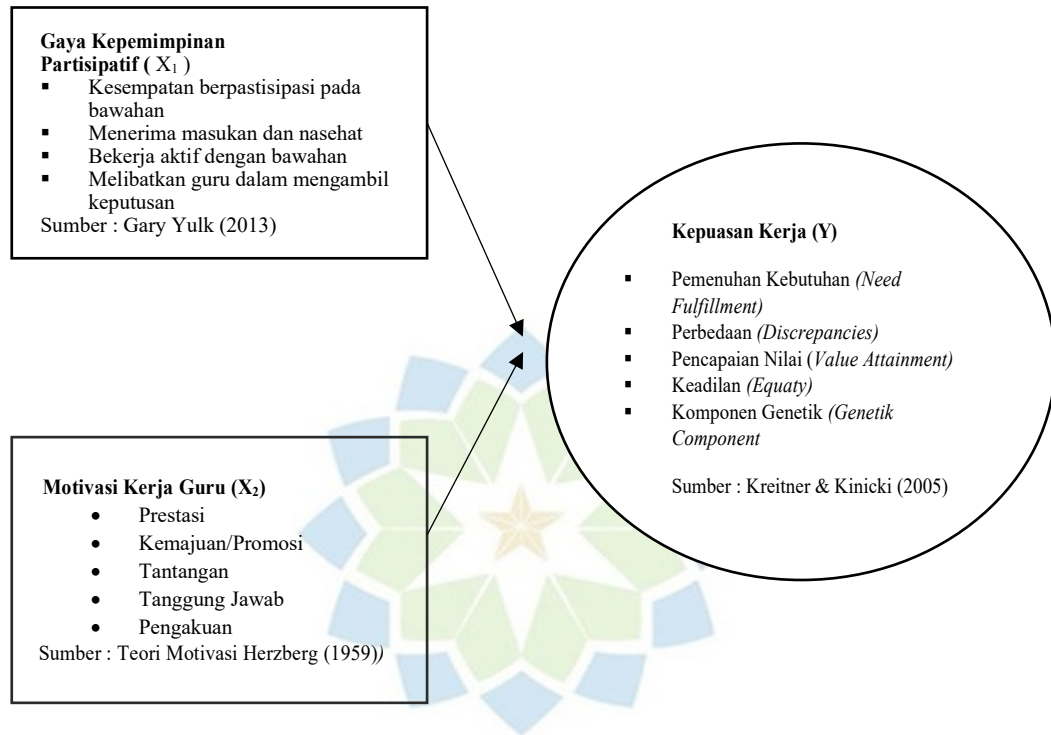 Gaya Kepemimpinan
Partisipatif ( X₁ )
▪ Kesempatan berpastisipasi pada
bawahan
▪ Menerima masukan dan nasehat
▪ Bekerja aktif dengan bawahan
▪ Melibatkan guru dalam mengambil
keputusan
Sumber : Gary Yulk (2013)
Motivasi Kerja Guru (X₂)
• Prestasi
• Kemajuan/Promosi
• Tantangan
• Tanggung Jawab
• Pengakuan
Sumber : Teori Motivasi Herzberg (1959))
Kepuasan Kerja (Y)
▪ Pemenuhan Kebutuhan (Need
Fulfillment)
▪ Perbedaan (Discrepancies)
▪ Pencapaian Nilai (Value Attainment)
▪ Keadilan (Equaty)
▪ Komponen Genetik (Genetik
Component
Sumber : Kreitner & Kinicki (2005)